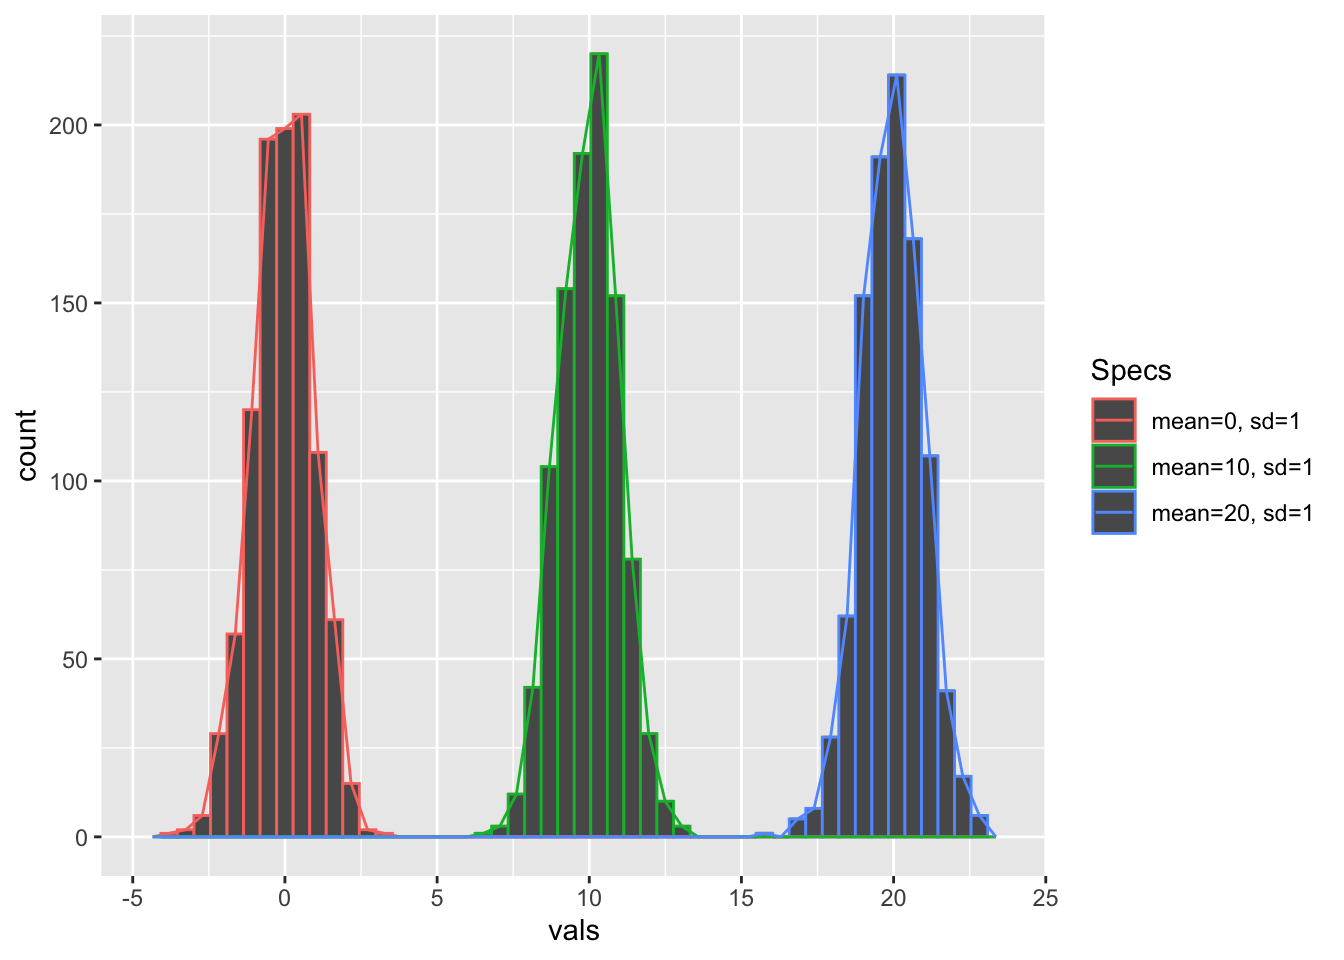 200
150
100
50
0
count
-5 0 5 10 15 20 25
vals
Specs
mean=0, sd=1
mean=10, sd=1
mean=20, sd=1